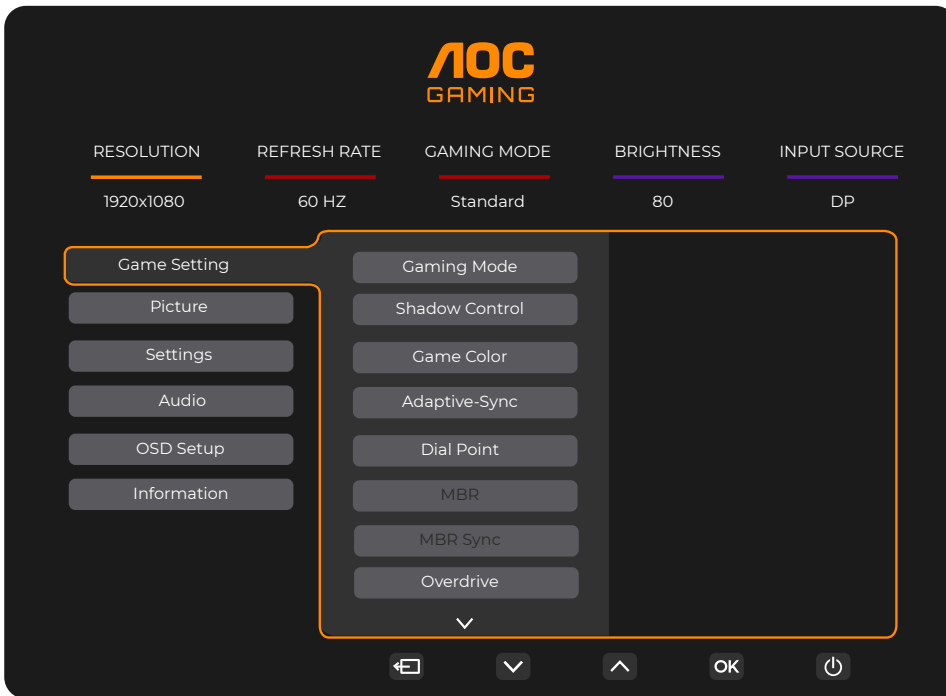 AOC
GAMING
RESOLUTION REFRESH RATE GAMING MODE BRIGHTNESS INPUT SOURCE
1920x1080 60 HZ Standard 80 DP
Game Setting
Picture
Settings
Audio
OSD Setup
Information
Gaming Mode
Shadow Control
Game Color
Adaptive-Sync
Dial Point
MBR
MBR Sync
Overdrive
OK